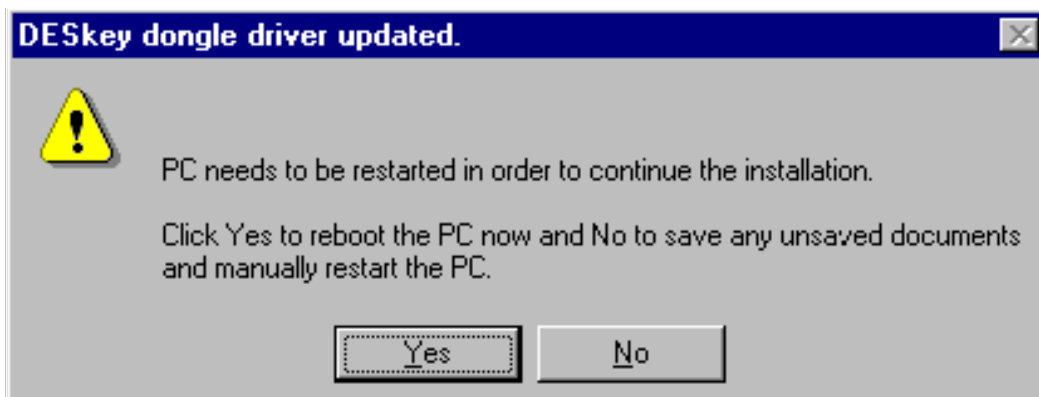 DESkey dongle driver updated.
PC needs to be restarted in order to continue the installation.
Click Yes to reboot the PC now and No to save any unsaved documents
and manually restart the PC.
Yes
No